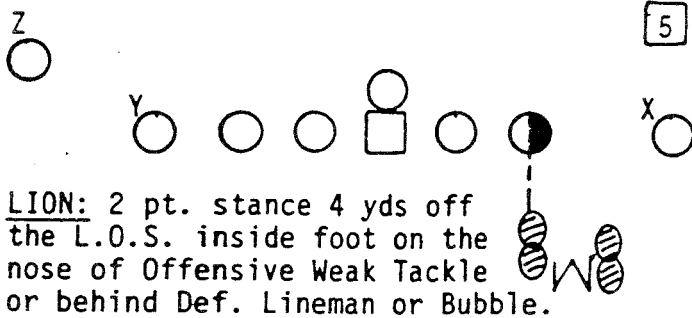 Z
5
Y
X
LION: 2 pt. stance 4 yds off
the L.O.S. inside foot on the
nose of Offensive Weak Tackle
W
or behind Def. Lineman or Bubble.